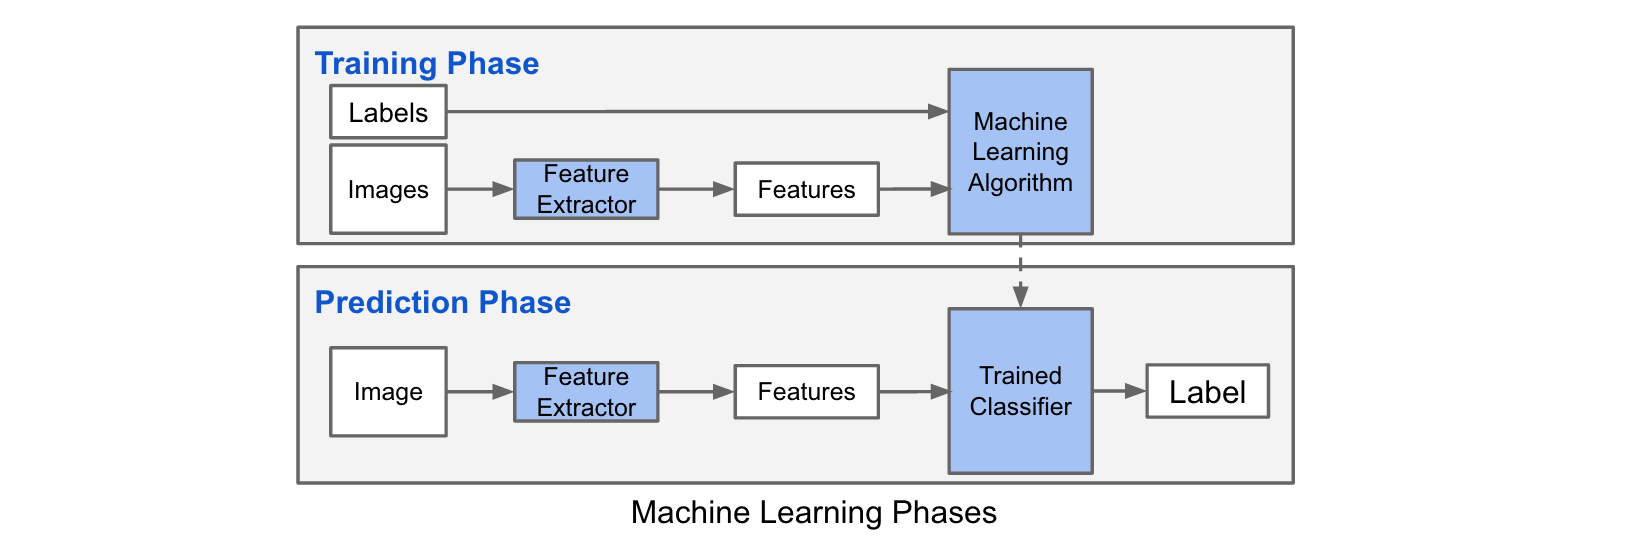 Training Phase
Labels
Images
Feature
Extractor
Features
Machine
Learning
Algorithm
Prediction Phase
Image
Feature
Extractor
Features
Trained
Classifier
Label
Machine Learning Phases